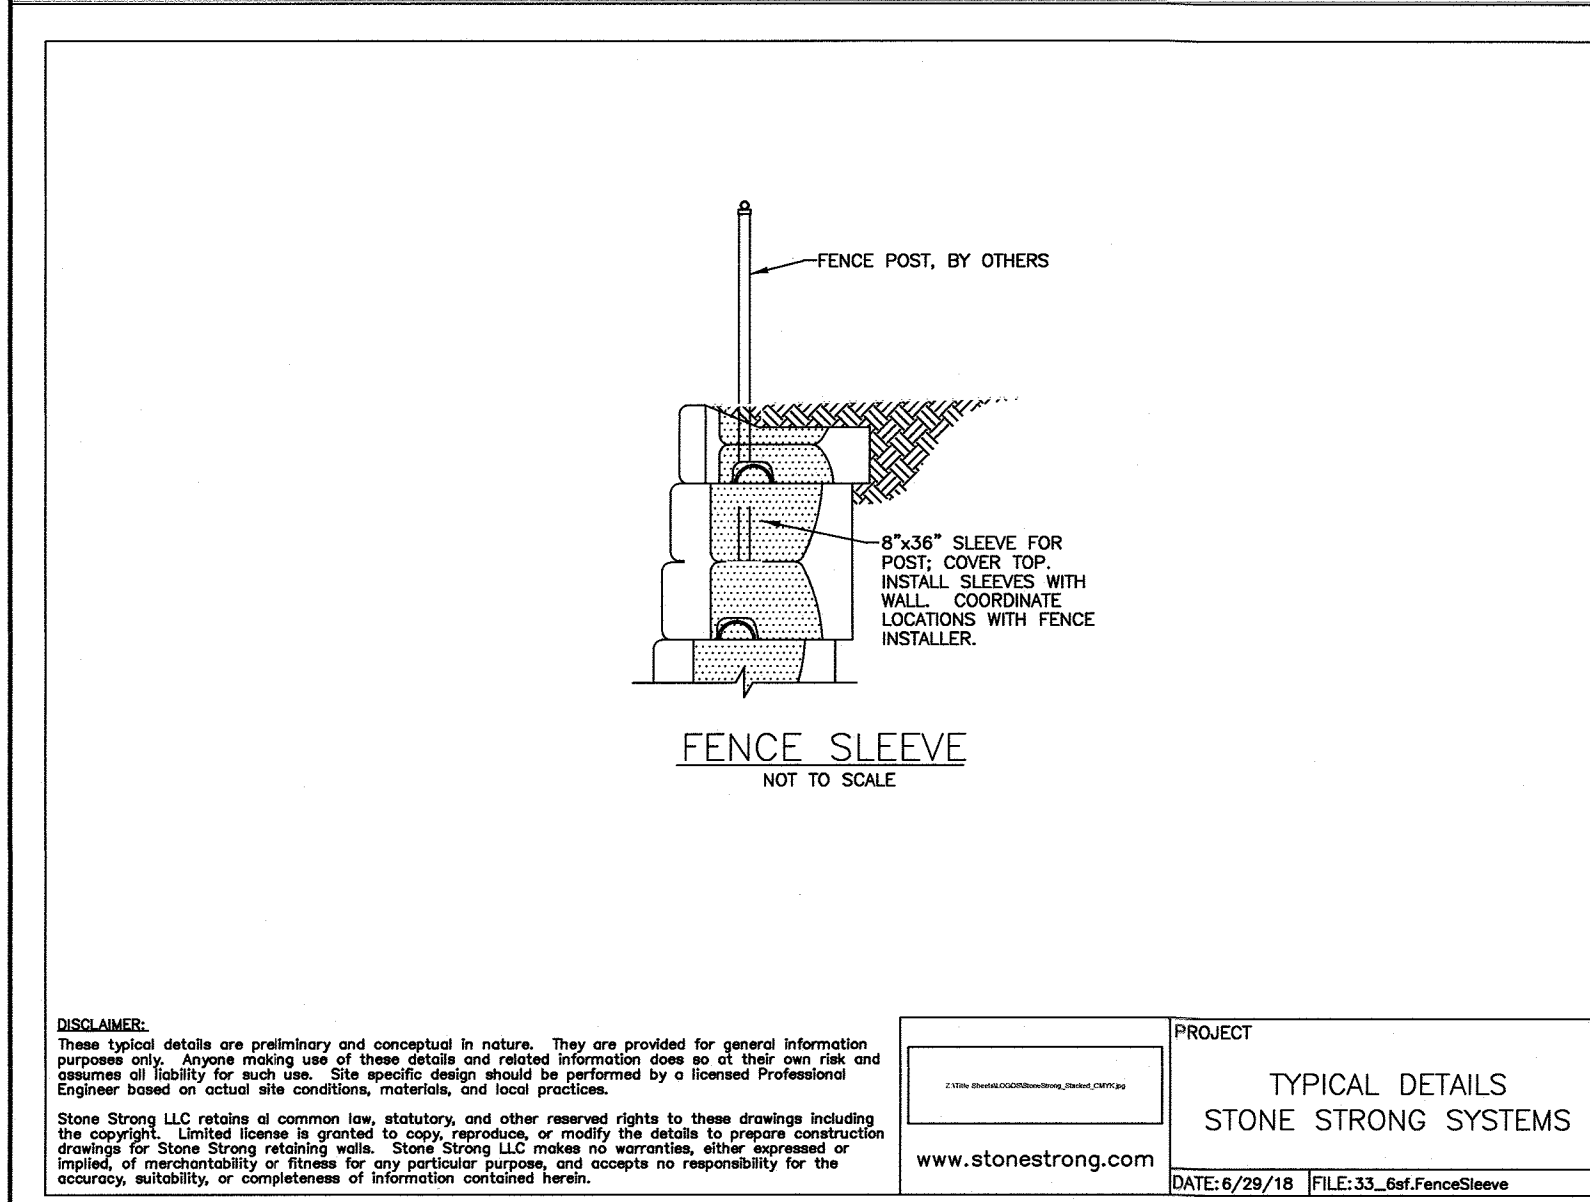 FENCE POST, BY OTHERS
8"x36" SLEEVE FOR
POST; COVER TOP.
INSTALL SLEEVES WITH
WALL. COORDINATE
LOCATIONS WITH FENCE
INSTALLER.
FENCE SLEEVE
NOT TO SCALE
DISCLAIMER:
These typical details are preliminary and conceptual in nature. They are provided for general information
purposes only. Anyone making use of these details and related information does so at their own risk and
assumes all liability for such use. Site specific design should be performed by a licensed Professional
Engineer based on actual site conditions, materials, and local practices.
Stone Strong LLC retains al common law, statutory, and other reserved rights to these drawings including
the copyright. Limited license is granted to copy, reproduce, or modify the details to prepare construction
drawings for Stone Strong retaining walls. Stone Strong LLC makes no warranties, either expressed or
implied, of merchantability or fitness for any particular purpose, and accepts no responsibility for the
accuracy, suitability, or completeness of information contained herein.
Z:\Title Sheets\LOGOS\StoneStrong_Stacked_CMYK.jpg
www.stonestrong.com
PROJECT
TYPICAL DETAILS
STONE STRONG SYSTEMS
DATE: 6/29/18 FILE: 33_6sf.FenceSleeve